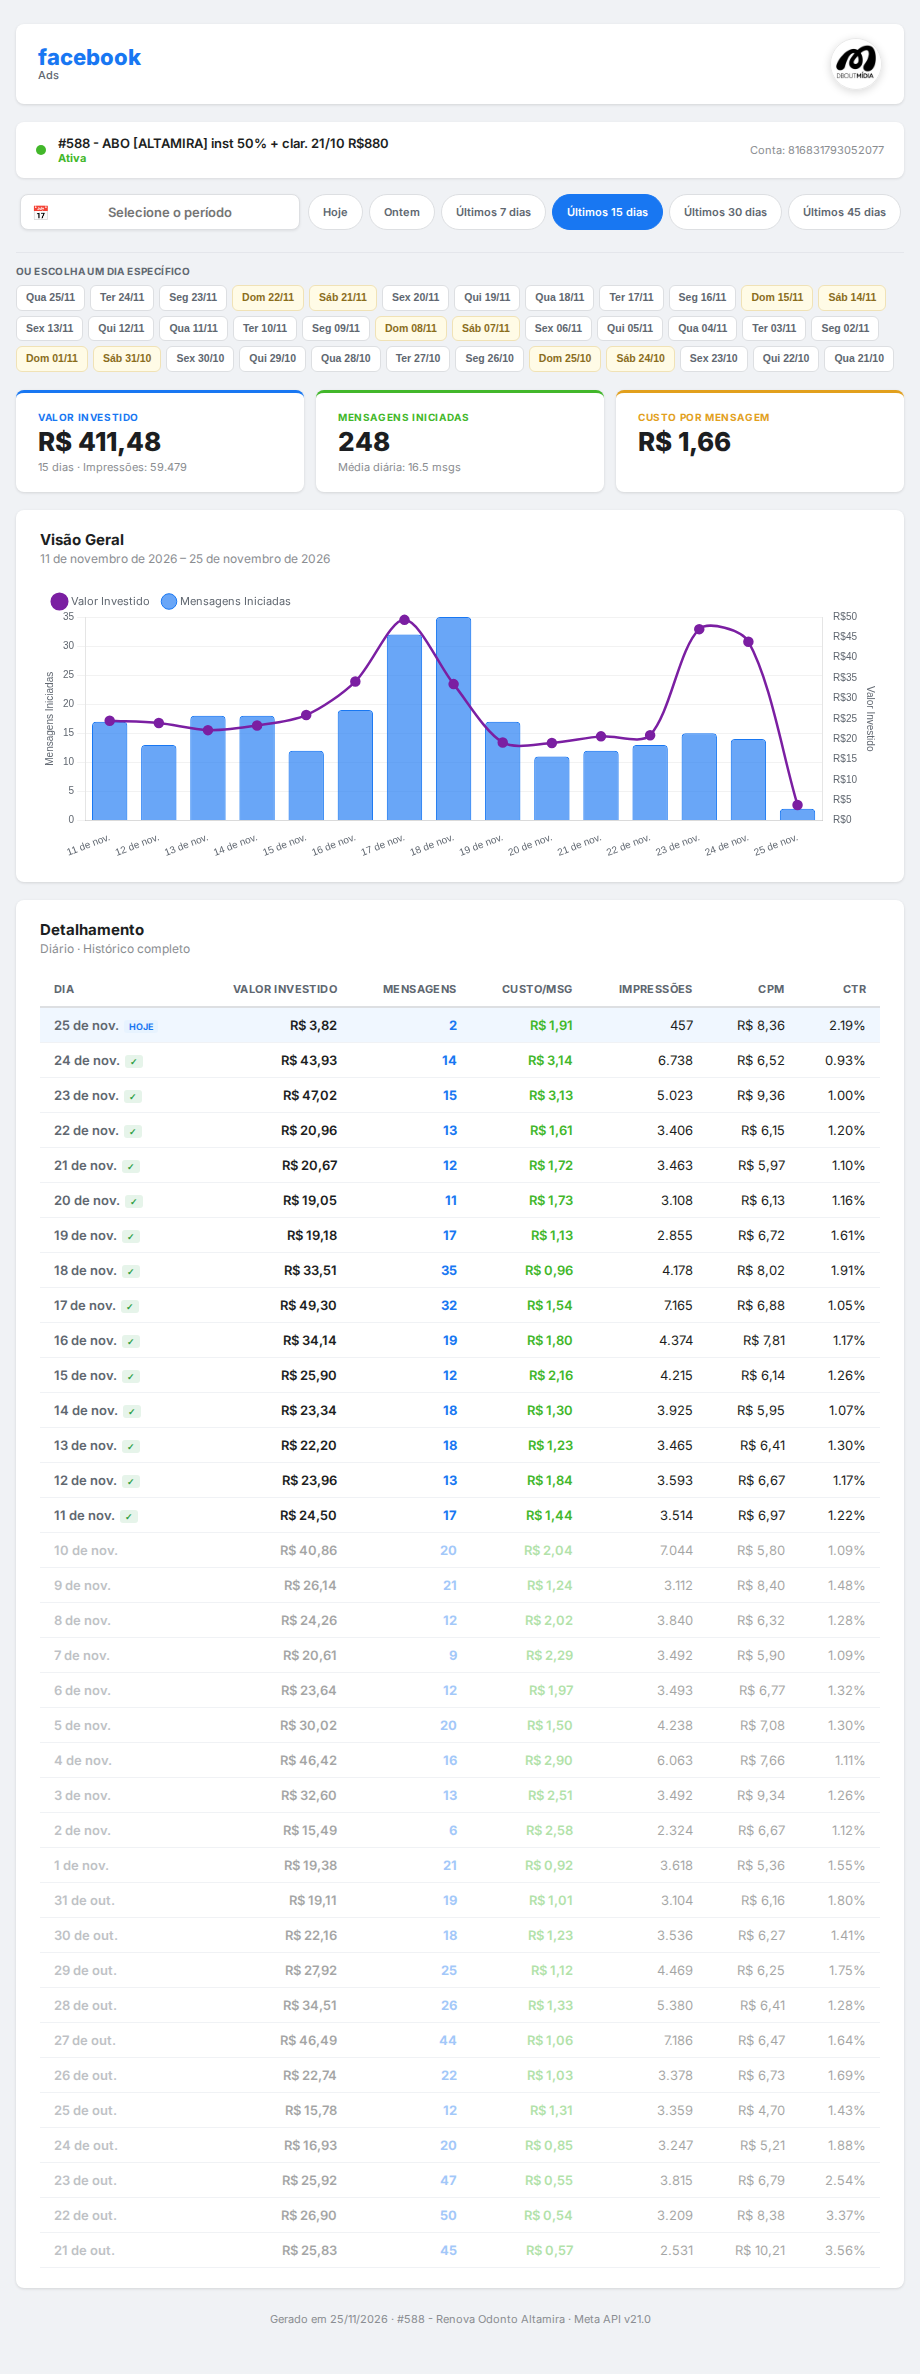 facebook
Ads
DBOUTMÍDIA
#588 - ABO [ALTAMIRA] inst 50% + clar. 21/10 R$880
Ativa
Conta: 816831793052077
📅 Selecione o período Hoje Ontem Últimos 7 dias Últimos 15 dias Últimos 30 dias Últimos 45 dias
OU ESCOLHA UM DIA ESPECÍFICO
Qua 25/11 Ter 24/11 Seg 23/11 Dom 22/11 Sáb 21/11 Sex 20/11 Qui 19/11 Qua 18/11 Ter 17/11 Seg 16/11 Dom 15/11 Sáb 14/11
Sex 13/11 Qui 12/11 Qua 11/11 Ter 10/11 Seg 09/11 Dom 08/11 Sáb 07/11 Sex 06/11 Qui 05/11 Qua 04/11 Ter 03/11 Seg 02/11
Dom 01/11 Sáb 31/10 Sex 30/10 Qui 29/10 Qua 28/10 Ter 27/10 Seg 26/10 Dom 25/10 Sáb 24/10 Sex 23/10 Qui 22/10 Qua 21/10
VALOR INVESTIDO
R$ 411,48
15 dias · Impressões: 59.479
MENSAGENS INICIADAS
248
Média diária: 16.5 msgs
CUSTO POR MENSAGEM
R$ 1,66
Visão Geral
11 de novembro de 2026 – 25 de novembro de 2026
Valor Investido Mensagens Iniciadas
35 R$50
30 R$45
25 R$40
20 R$35
15 R$30
10 R$25
5 R$20
0 R$15
R$10
R$5
R$0
Mensagens Iniciadas
Valor Investido
11 de nov. 12 de nov. 13 de nov. 14 de nov. 15 de nov. 16 de nov. 17 de nov. 18 de nov. 19 de nov. 20 de nov. 21 de nov. 22 de nov. 23 de nov. 24 de nov. 25 de nov.
Detalhamento
Diário · Histórico completo
DIA VALOR INVESTIDO MENSAGENS CUSTO/MSG IMPRESSÕES CPM CTR
25 de nov. HOJE R$ 3,82 2 R$ 1,91 457 R$ 8,36 2.19%
24 de nov. ✓ R$ 43,93 14 R$ 3,14 6.738 R$ 6,52 0.93%
23 de nov. ✓ R$ 47,02 15 R$ 3,13 5.023 R$ 9,36 1.00%
22 de nov. ✓ R$ 20,96 13 R$ 1,61 3.406 R$ 6,15 1.20%
21 de nov. ✓ R$ 20,67 12 R$ 1,72 3.463 R$ 5,97 1.10%
20 de nov. ✓ R$ 19,05 11 R$ 1,73 3.108 R$ 6,13 1.16%
19 de nov. ✓ R$ 19,18 17 R$ 1,13 2.855 R$ 6,72 1.61%
18 de nov. ✓ R$ 33,51 35 R$ 0,96 4.178 R$ 8,02 1.91%
17 de nov. ✓ R$ 49,30 32 R$ 1,54 7.165 R$ 6,88 1.05%
16 de nov. ✓ R$ 34,14 19 R$ 1,80 4.374 R$ 7,81 1.17%
15 de nov. ✓ R$ 25,90 12 R$ 2,16 4.215 R$ 6,14 1.26%
14 de nov. ✓ R$ 23,34 18 R$ 1,30 3.925 R$ 5,95 1.07%
13 de nov. ✓ R$ 22,20 18 R$ 1,23 3.465 R$ 6,41 1.30%
12 de nov. ✓ R$ 23,96 13 R$ 1,84 3.593 R$ 6,67 1.17%
11 de nov. ✓ R$ 24,50 17 R$ 1,44 3.514 R$ 6,97 1.22%
10 de nov. R$ 40,86 20 R$ 2,04 7.044 R$ 5,80 1.09%
9 de nov. R$ 26,14 21 R$ 1,24 3.112 R$ 8,40 1.48%
8 de nov. R$ 24,26 12 R$ 2,02 3.840 R$ 6,32 1.28%
7 de nov. R$ 20,61 9 R$ 2,29 3.492 R$ 5,90 1.09%
6 de nov. R$ 23,64 12 R$ 1,97 3.493 R$ 6,77 1.32%
5 de nov. R$ 30,02 20 R$ 1,50 4.238 R$ 7,08 1.30%
4 de nov. R$ 46,42 16 R$ 2,90 6.063 R$ 7,66 1.11%
3 de nov. R$ 32,60 13 R$ 2,51 3.492 R$ 9,34 1.26%
2 de nov. R$ 15,49 6 R$ 2,58 2.324 R$ 6,67 1.12%
1 de nov. R$ 19,38 21 R$ 0,92 3.618 R$ 5,36 1.55%
31 de out. R$ 19,11 19 R$ 1,01 3.104 R$ 6,16 1.80%
30 de out. R$ 22,16 18 R$ 1,23 3.536 R$ 6,27 1.41%
29 de out. R$ 27,92 25 R$ 1,12 4.469 R$ 6,25 1.75%
28 de out. R$ 34,51 26 R$ 1,33 5.380 R$ 6,41 1.28%
27 de out. R$ 46,49 44 R$ 1,06 7.186 R$ 6,47 1.64%
26 de out. R$ 22,74 22 R$ 1,03 3.378 R$ 6,73 1.69%
25 de out. R$ 15,78 12 R$ 1,31 3.359 R$ 4,70 1.43%
24 de out. R$ 16,93 20 R$ 0,85 3.247 R$ 5,21 1.88%
23 de out. R$ 25,92 47 R$ 0,55 3.815 R$ 6,79 2.54%
22 de out. R$ 26,90 50 R$ 0,54 3.209 R$ 8,38 3.37%
21 de out. R$ 25,83 45 R$ 0,57 2.531 R$ 10,21 3.56%
Gerado em 25/11/2026 · #588 - Renova Odonto Altamira · Meta API v21.0